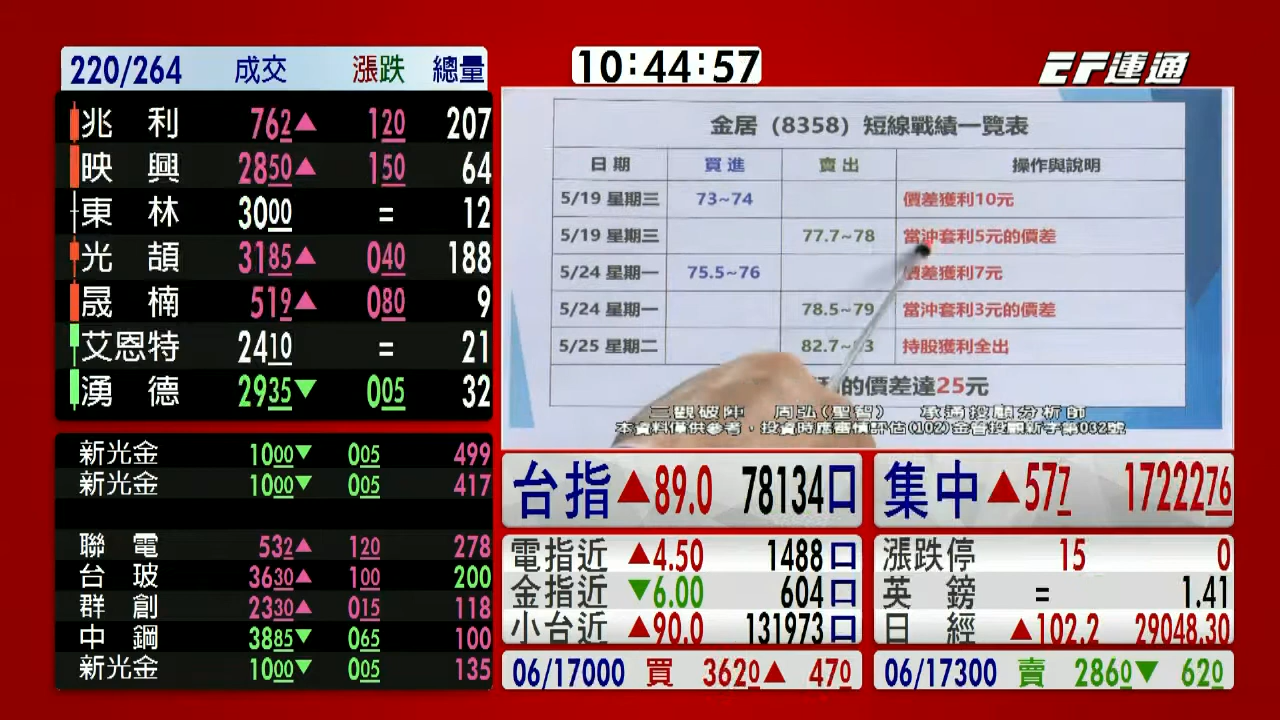 220/264 成交 漲跌 總量
兆利 762▲ 120 207
映興 2850▲ 150 64
東林 3000 = 12
光頡 3185▲ 040 188
晟楠 519▲ 080 9
艾恩特 2410 = 21
湧德 2935▼ 005 32
新光金 1000▼ 005 499
新光金 1000▼ 005 417
聯電 532▲ 120 278
台玻 3630▲ 100 200
群創 2330▲ 015 118
中鋼 3885▼ 065 100
新光金 1000▼ 005 135
10:44:57
EF運通
金居 (8358) 短線戰績一覽表
日期 買進 賣出 操作與說明
5/19 星期三 73~74 價差獲利10元
5/19 星期三 77.7~78 當沖套利5元的價差
5/24 星期一 75.5~76 價差獲利7元
5/24 星期一 78.5~79 當沖套利3元的價差
5/25 星期二 82.7~ 3 持股獲利全出
的價差達25元
三觀破陣 周弘(聖智) 承通投顧分析師
本資料僅供參考，投資時應審慎評估(102)金管投顧新字第032號
台指 ▲89.0 78134口
電指近 ▲4.50 1488口
金指近 ▼6.00 604口
小台近 ▲90.0 131973口
06/17000 買 3620▲ 470
集中 ▲577 1722276
漲跌停 15 0
英鎊 = 1.41
日經 ▲102.2 29048.30
06/17300 賣 2860▼ 620